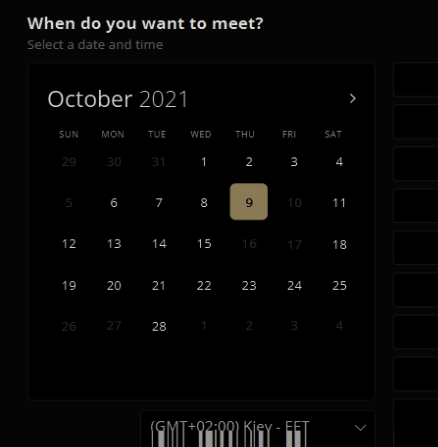 When do you want to meet?
Select a date and time
October 2021
SUN MON TUE WED THU FRI SAT
29 30 31 1 2 3 4
5 6 7 8 9 10 11
12 13 14 15 16 17 18
19 20 21 22 23 24 25
26 27 28 1 2 3 4
(GMT+02:00) Kiev - EET